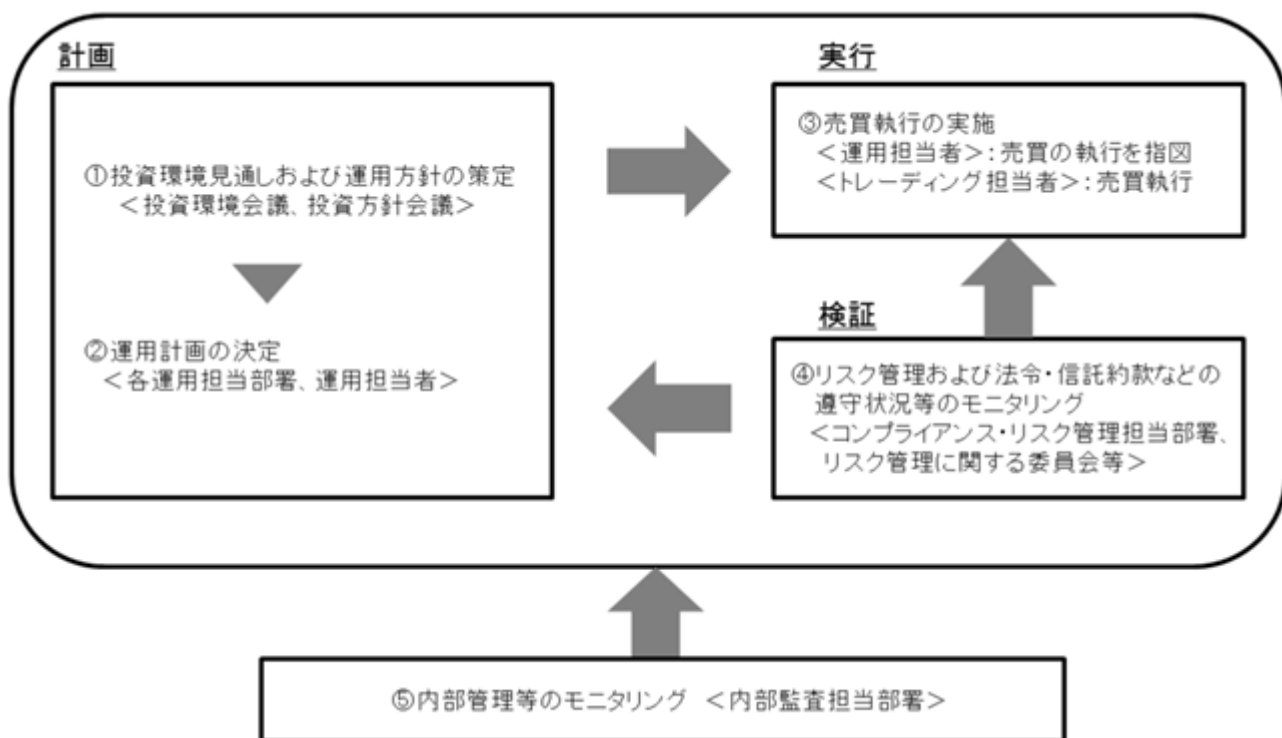 計画
①投資環境見通しおよび運用方針の策定
＜投資環境会議、投資方針会議＞
②運用計画の決定
＜各運用担当部署、運用担当者＞
実行
③売買執行の実施
＜運用担当者＞：売買の執行を指図
＜トレーディング担当者＞：売買執行
検証
④リスク管理および法令・信託約款などの
遵守状況等のモニタリング
＜コンプライアンス・リスク管理担当部署、
リスク管理に関する委員会等＞
⑤内部管理等のモニタリング ＜内部監査担当部署＞